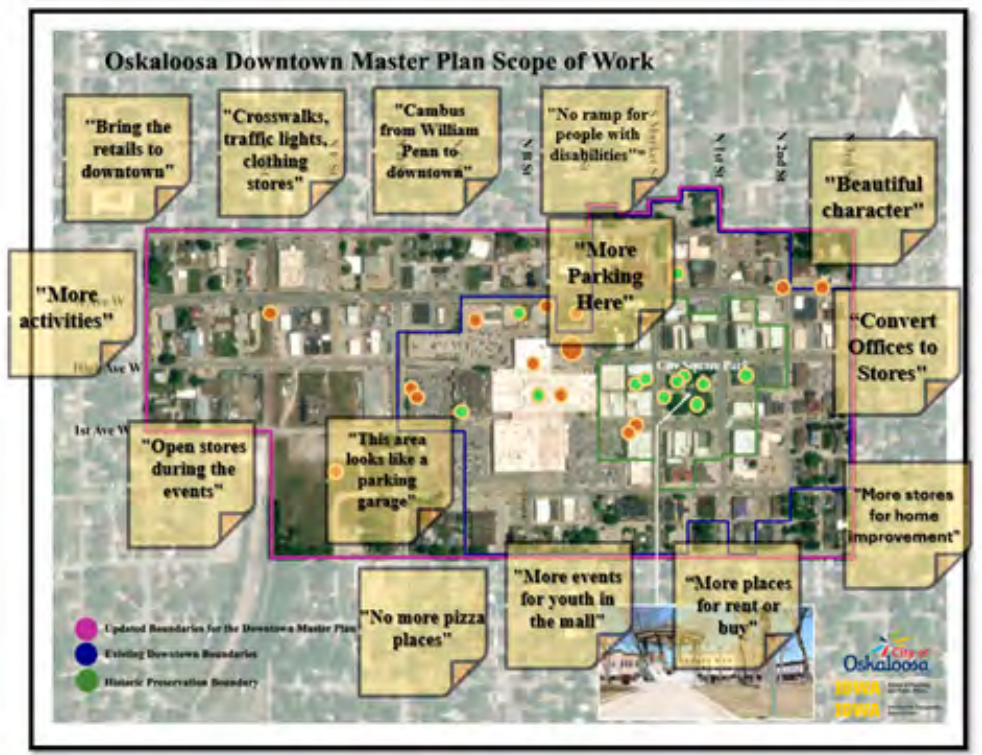 Oskaloosa Downtown Master Plan Scope of Work
"Bring the
retails to
downtown"
"Crosswalks,
traffic lights,
clothing
stores"
"Cambus
from William
Penn to
downtown"
"No ramp for
people with
disabilities""
N B St
N 1st St
N 2nd St
"Beautiful
character"
"More
Parking
Here"
"More
activities"
Ave W
"Convert
Offices to
Stores"
City Square Park
High Ave W
1st Ave W
"Open stores
during the
events"
"This area
looks like a
parking
garage"
"More stores
for home
improvement"
"No more pizza
places"
"More events
for youth in
the mall"
"More places
for rent or
buy"
Updated Boundaries for the Downtown Master Plan
Existing Downtown Boundaries
Historic Preservation Boundary
City of
Oskaloosa
IOWA
IOWA